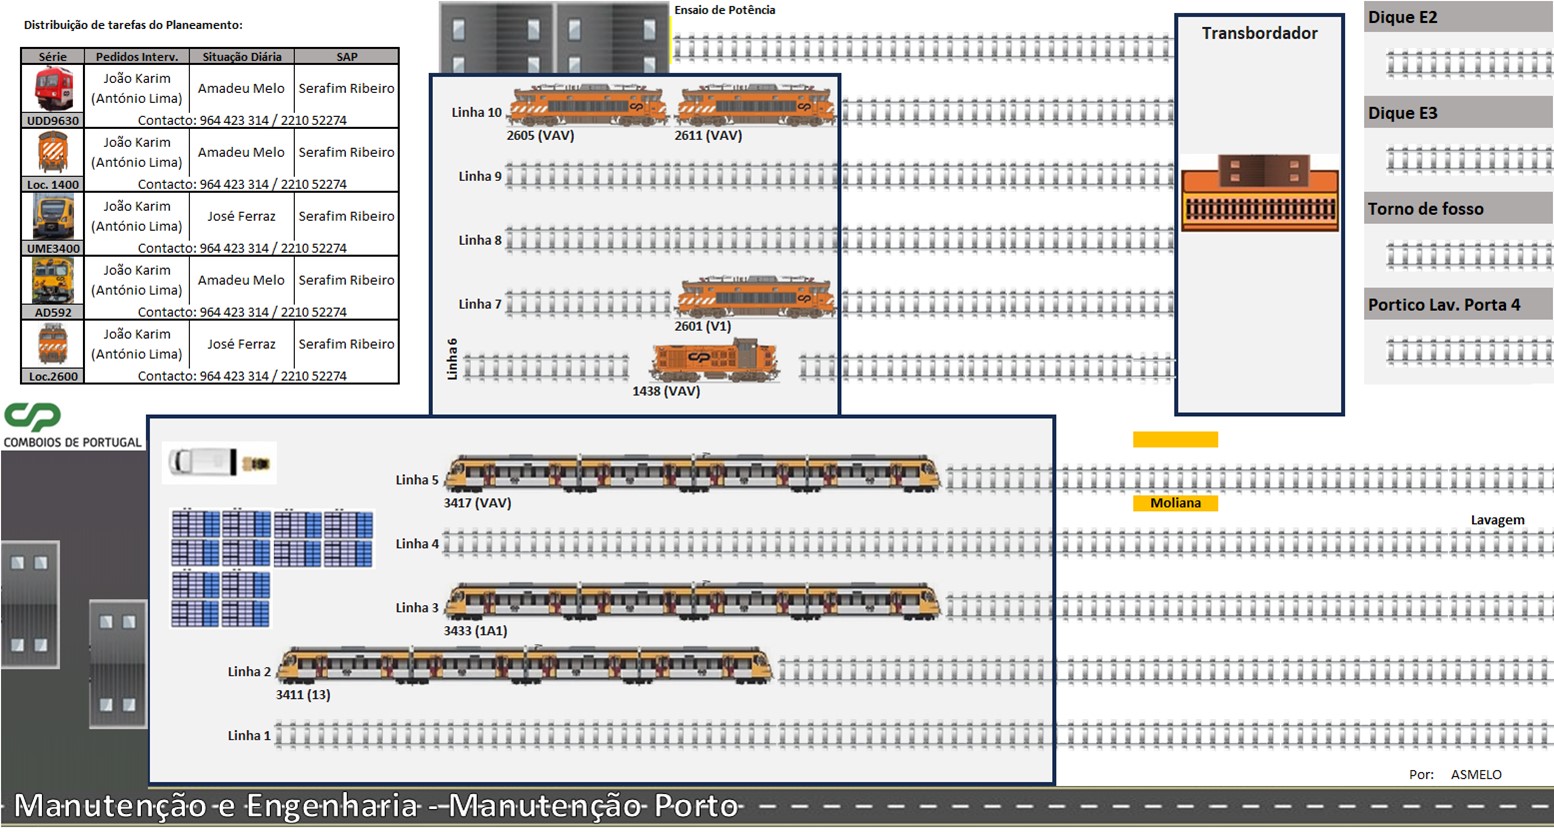 Distribuição de tarefas do Planeamento:
Série Pedidos Interv. Situação Diária SAP
João Karim
(António Lima) Amadeu Melo Serafim Ribeiro
UDD9630 Contacto: 964 423 314 / 2210 52274
João Karim
(António Lima) Amadeu Melo Serafim Ribeiro
Loc. 1400 Contacto: 964 423 314 / 2210 52274
João Karim
(António Lima) José Ferraz Serafim Ribeiro
UME3400 Contacto: 964 423 314 / 2210 52274
João Karim
(António Lima) Amadeu Melo Serafim Ribeiro
AD592 Contacto: 964 423 314 / 2210 52274
João Karim
(António Lima) José Ferraz Serafim Ribeiro
Loc.2600 Contacto: 964 423 314 / 2210 52274
CP
COMBOIOS DE PORTUGAL
Ensaio de Potência
Linha 10
2605 (VAV) 2611 (VAV)
Linha 9
Linha 8
Linha 7
2601 (V1)
Linha 6
1438 (VAV)
Transbordador
Dique E2
Dique E3
Torno de fosso
Portico Lav. Porta 4
Linha 5
3417 (VAV)
Moliana
Lavagem
Linha 4
Linha 3
3433 (1A1)
Linha 2
3411 (13)
Linha 1
Por: ASMELO
Manutenção e Engenharia - Manutenção Porto